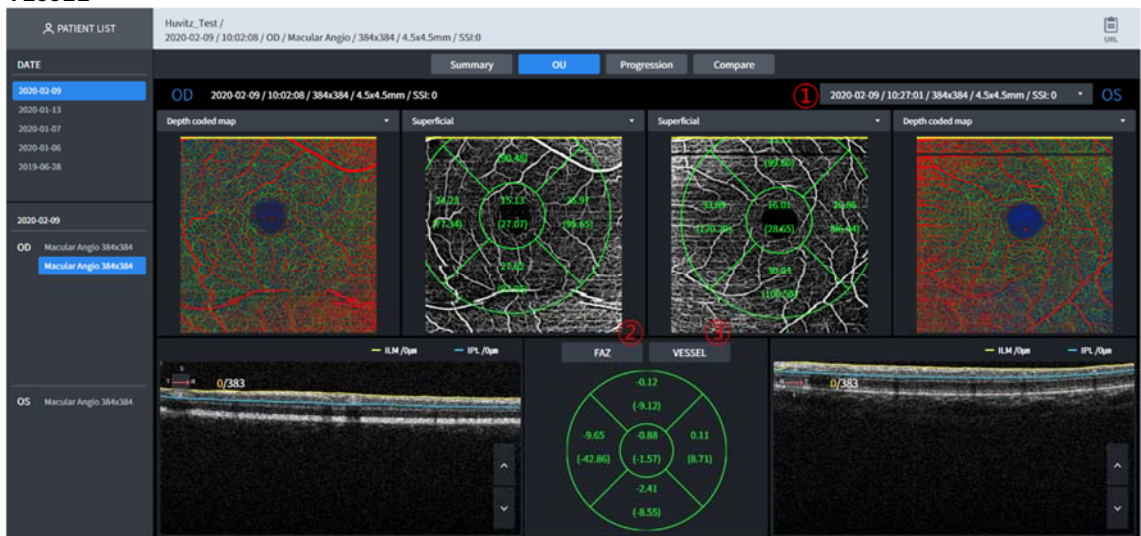 PATIENT LIST
Huvitz_Test /
2020-02-09 / 10:02:08 / OD / Macular Angio / 384x384 / 4.5x4.5mm / SSI:0
URL
DATE
Summary
OU
Progression
Compare
2020-02-09
2020-01-13
2020-01-07
2020-01-06
2019-06-28
OD 2020-02-09 / 10:02:08 / 384x384 / 4.5x4.5mm / SSI: 0
① 2020-02-09 / 10:27:01 / 384x384 / 4.5x4.5mm / SSI: 0 OS
Depth coded map
Superficial
Superficial
Depth coded map
15.13
(27.07)
16.01
(28.65)
2020-02-09
OD Macular Angio 384x384
Macular Angio 384x384
OS Macular Angio 384x384
② ③
ILM /0μm IPL /0μm
FAZ
VESSEL
ILM /0μm IPL /0μm
0/383
0/383
-0.12
(-9.12)
-9.65 -0.88 0.11
(-42.86) (-1.57) (8.71)
-2.41
(-8.55)